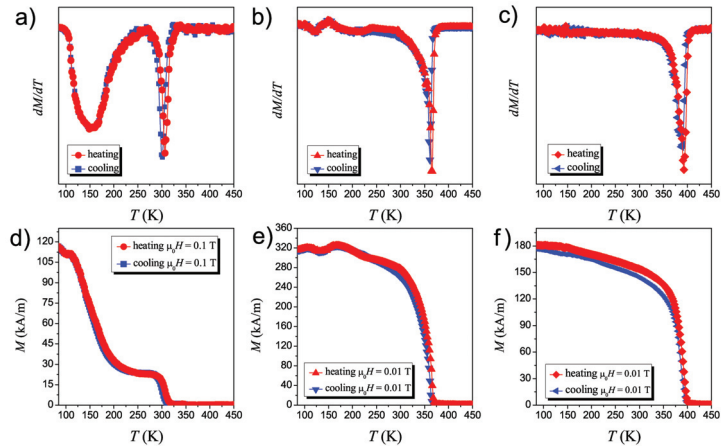 a)
dM/dT
heating
cooling
100 150 200 250 300 350 400 450
T (K)
b)
dM/dT
heating
cooling
100 150 200 250 300 350 400 450
T (K)
c)
dM/dT
heating
cooling
100 150 200 250 300 350 400 450
T (K)
d)
M (kA/m)
120
105
90
75
60
45
30
15
0
heating μ₀H = 0.1 T
cooling μ₀H = 0.1 T
100 150 200 250 300 350 400 450
T (K)
e)
M (kA/m)
360
320
280
240
200
160
120
80
40
0
heating μ₀H = 0.01 T
cooling μ₀H = 0.01 T
100 150 200 250 300 350 400 450
T (K)
f)
M (kA/m)
180
150
120
90
60
30
0
heating μ₀H = 0.01 T
cooling μ₀H = 0.01 T
100 150 200 250 300 350 400 450
T (K)